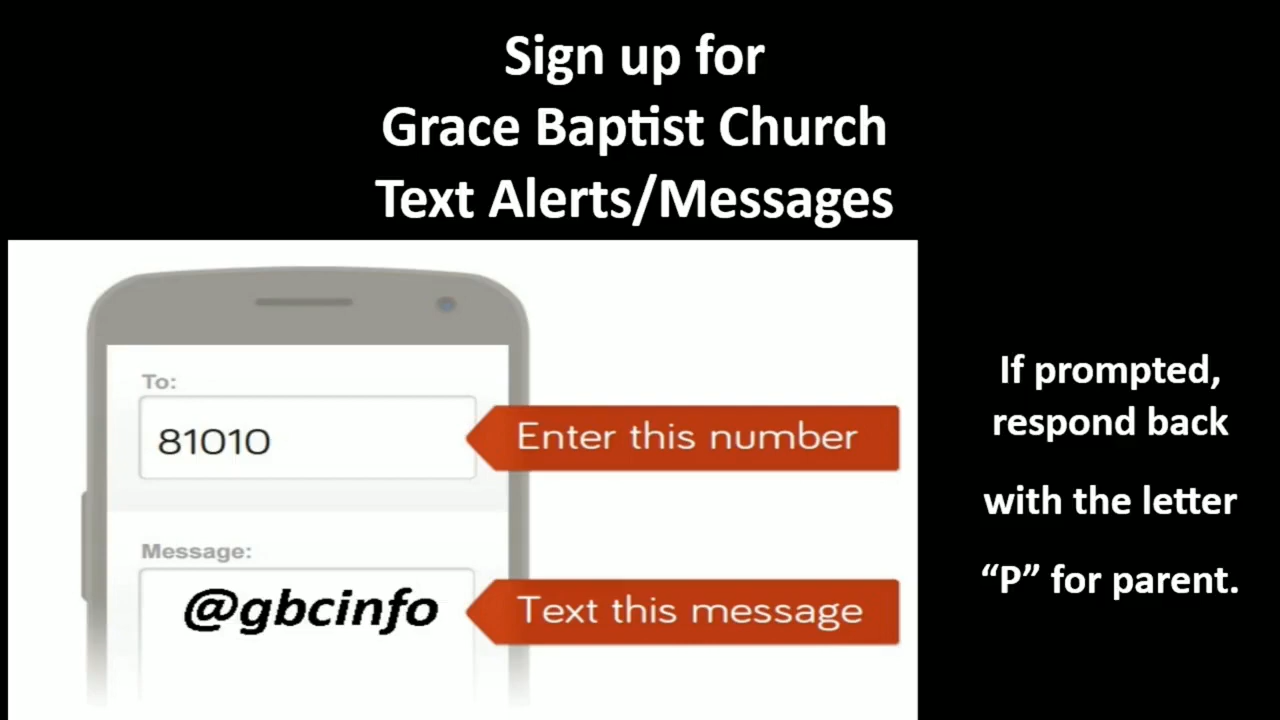 Sign up for
Grace Baptist Church
Text Alerts/Messages
To:
81010
Enter this number
Message:
@gbcinfo
Text this message
If prompted,
respond back
with the letter
“P” for parent.